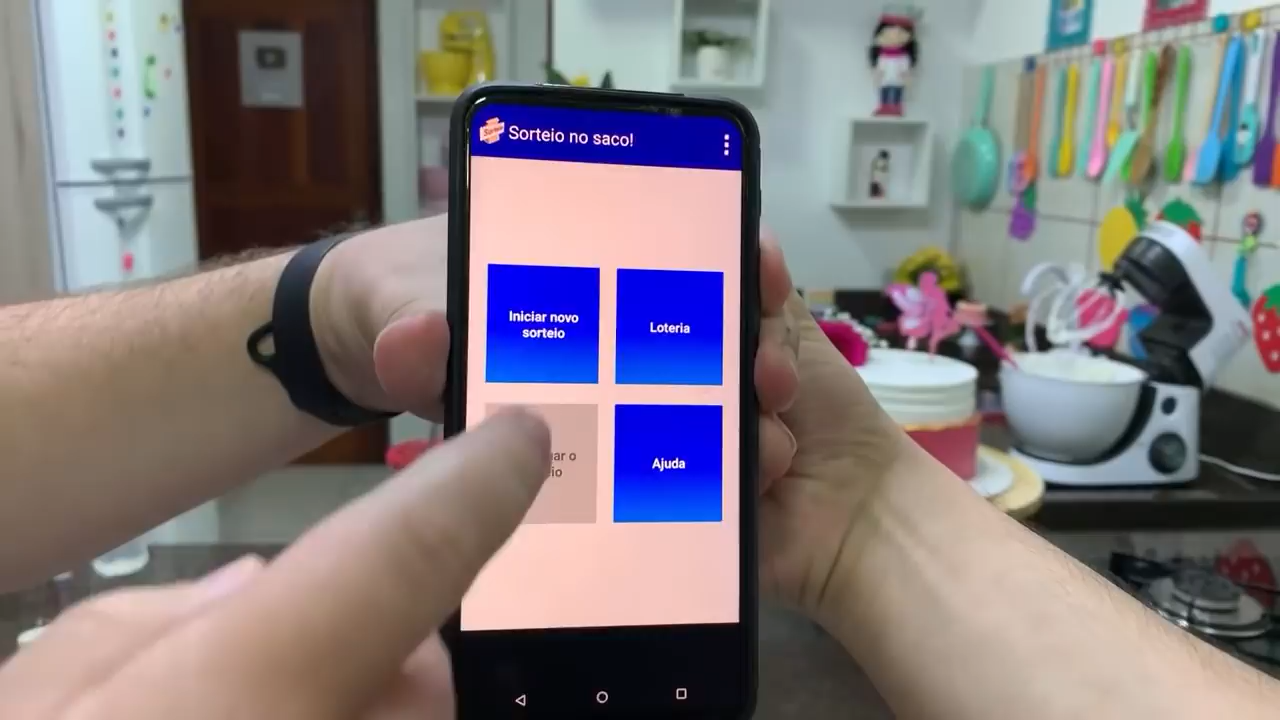 Sorteio no saco!
Iniciar novo
sorteio
Loteria
Ajuda